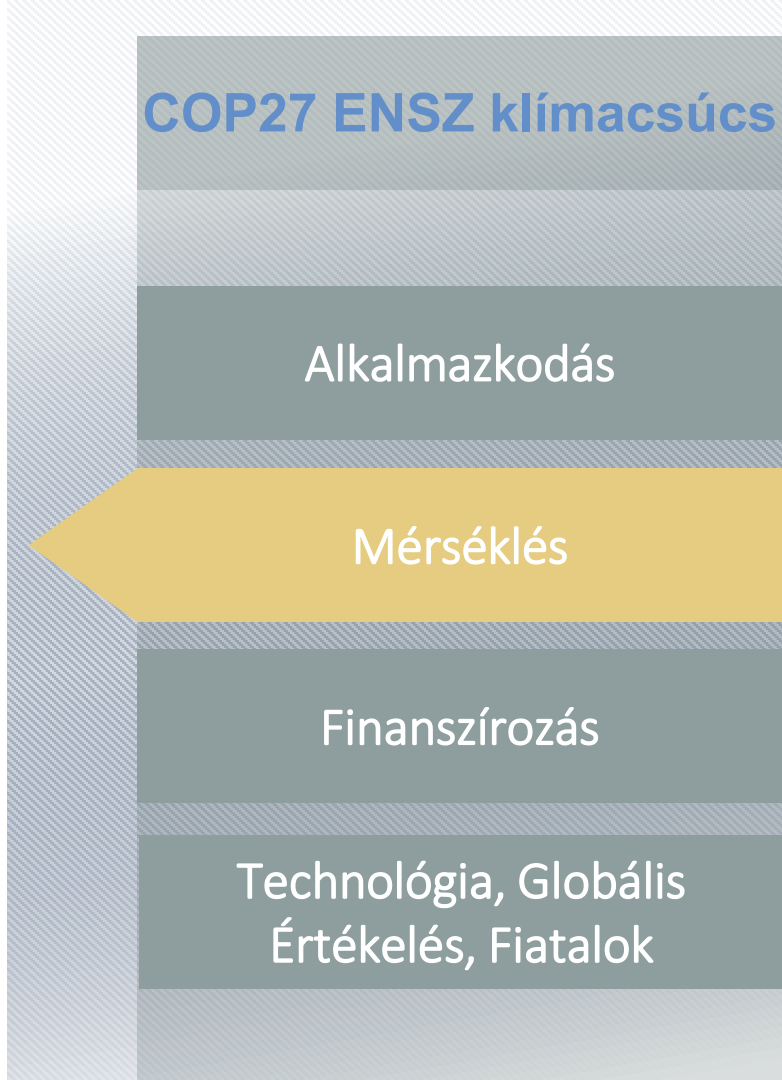 COP27 ENSZ klímacsúcs
Alkalmazkodás
Mérséklés
Finanszírozás
Technológia, Globális
Értékelés, Fiatalok